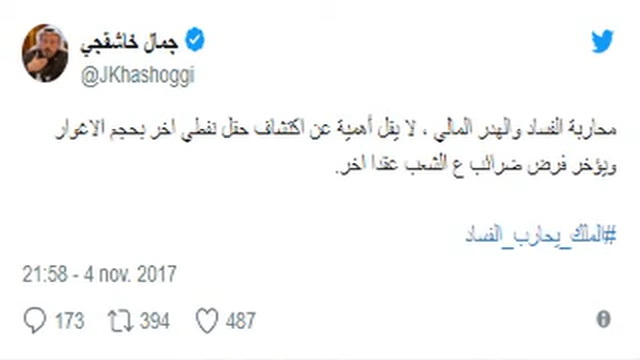 جمال خاشقجي
@JKhashoggi
محاربة الفساد والهدر المالي ، لا يقل أهمية عن اكتشاف حقل نفطي اخر بحجم الاغوار
ويؤخر فرض ضرائب ع الشعب عقدا اخر.
#الملك_يحارب_الفساد
21:58 - 4 nov. 2017
173 394 487